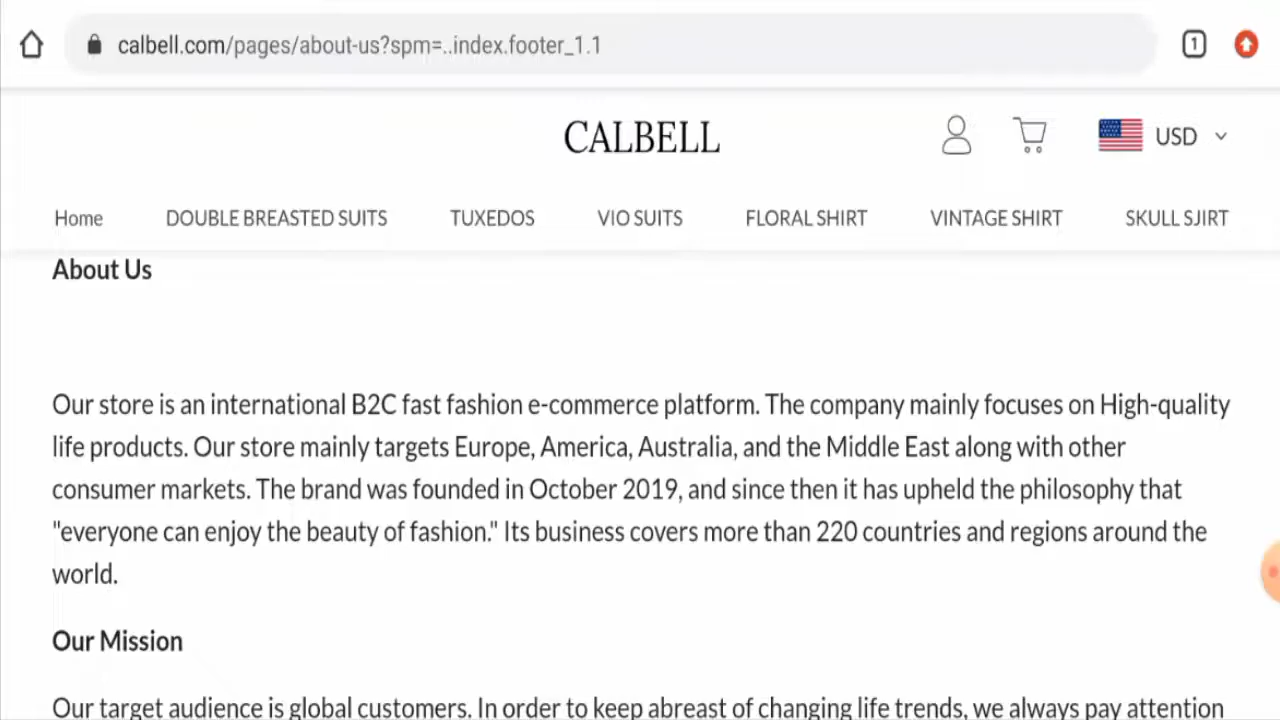 calbell.com/pages/about-us?spm=..index.footer_1.1
1
CALBELL
USD
Home DOUBLE BREASTED SUITS TUXEDOS VIO SUITS FLORAL SHIRT VINTAGE SHIRT SKULL SJIRT
About Us
Our store is an international B2C fast fashion e-commerce platform. The company mainly focuses on High-quality
life products. Our store mainly targets Europe, America, Australia, and the Middle East along with other
consumer markets. The brand was founded in October 2019, and since then it has upheld the philosophy that
"everyone can enjoy the beauty of fashion." Its business covers more than 220 countries and regions around the
world.
Our Mission
Our target audience is global customers. In order to keep abreast of changing life trends, we always pay attention